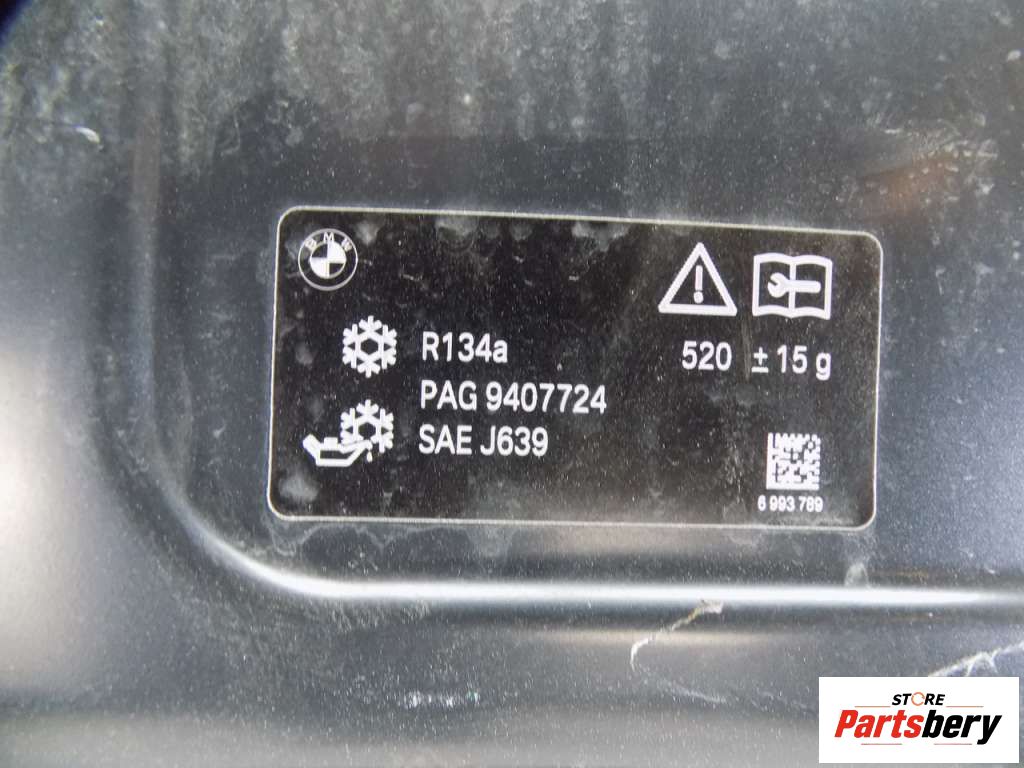 BMW
R134a
520 ± 15 g
PAG 9407724
SAE J639
6 993 789
STORE
Partsbery